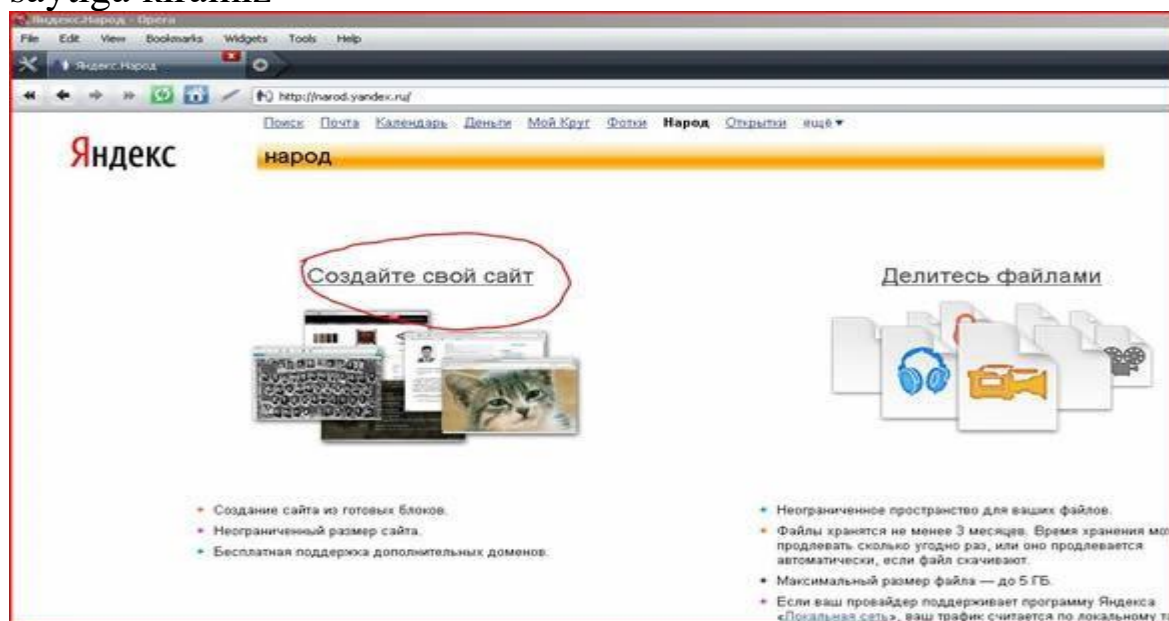 saytiga kiramiz
Яндекс.Народ - Opera
File Edit View Bookmarks Widgets Tools Help
Яндекс.Народ
http://narod.yandex.ru/
Поиск Почта Календарь Деньги Мой Круг Фотки Народ Открытки ещё
Яндекс
народ
Создайте свой сайт
Делитесь файлами
Создание сайта из готовых блоков.
Неограниченный размер сайта.
Бесплатная поддержка дополнительных доменов.
Неограниченное пространство для ваших файлов.
Файлы хранятся не менее 3 месяцев. Время хранения
продлевать сколько угодно раз, или оно продлевается
автоматически, если файл скачивают.
Максимальный размер файла — до 5 ГБ.
Если ваш провайдер поддерживает программу Яндекса
«Локальная сеть», ваш трафик считается по локальному